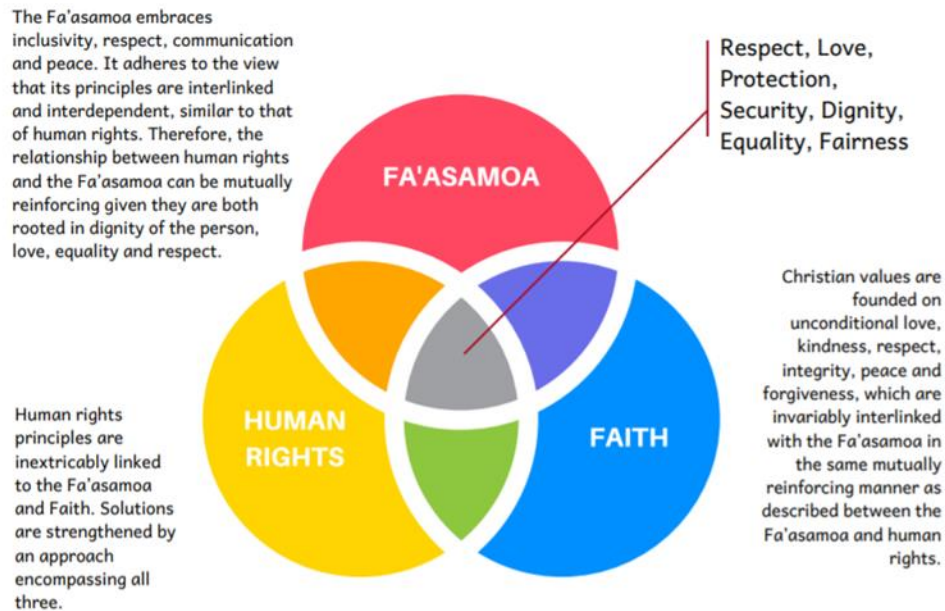 The Fa'asamoa embraces
inclusivity, respect, communication
and peace. It adheres to the view
that its principles are interlinked
and interdependent, similar to that
of human rights. Therefore, the
relationship between human rights
and the Fa'asamoa can be mutually
reinforcing given they are both
rooted in dignity of the person,
love, equality and respect.
Respect, Love,
Protection,
Security, Dignity,
Equality, Fairness
FA'ASAMOA
HUMAN
RIGHTS
FAITH
Christian values are
founded on
unconditional love,
kindness, respect,
integrity, peace and
forgiveness, which are
invariably interlinked
with the Fa'asamoa in
the same mutually
reinforcing manner as
described between the
Fa'asamoa and human
rights.
Human rights
principles are
inextricably linked
to the Fa'asamoa
and Faith. Solutions
are strengthened by
an approach
encompassing all
three.